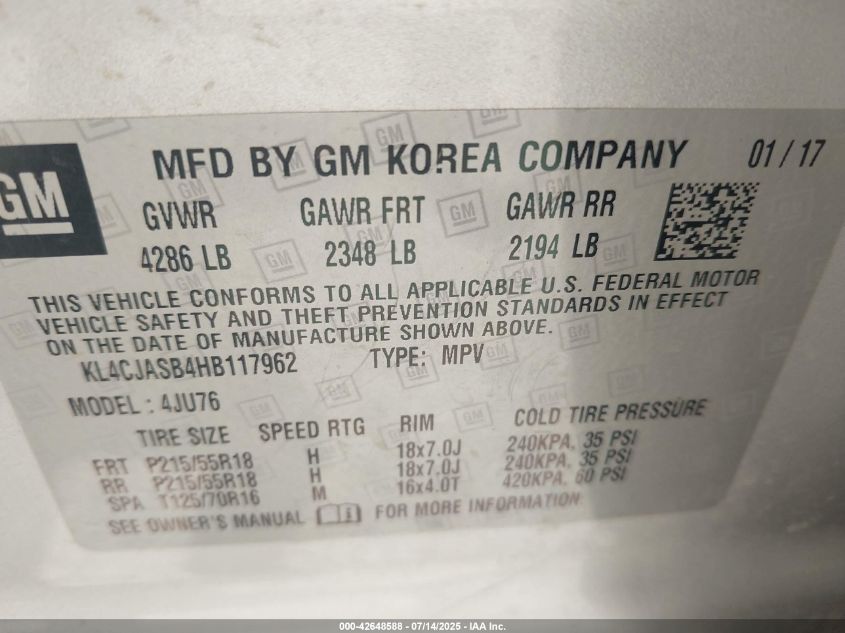 GM
MFD BY GM KOREA COMPANY 01/17
GVWR GAWR FRT GAWR RR
4286 LB 2348 LB 2194 LB
THIS VEHICLE CONFORMS TO ALL APPLICABLE U.S. FEDERAL MOTOR
VEHICLE SAFETY AND THEFT PREVENTION STANDARDS IN EFFECT
ON THE DATE OF MANUFACTURE SHOWN ABOVE.
KL4CJASB4HB117962 TYPE: MPV
MODEL : 4JU76
TIRE SIZE SPEED RTG RIM COLD TIRE PRESSURE
FRT P215/55R18 H 18x7.0J 240KPA, 35 PSI
RR P215/55R18 H 18x7.0J 240KPA, 35 PSI
SPA T125/70R16 M 16x4.0T 420KPA, 60 PSI
SEE OWNER'S MANUAL FOR MORE INFORMATION
000-42648588 - 07/14/2025 - IAA Inc.